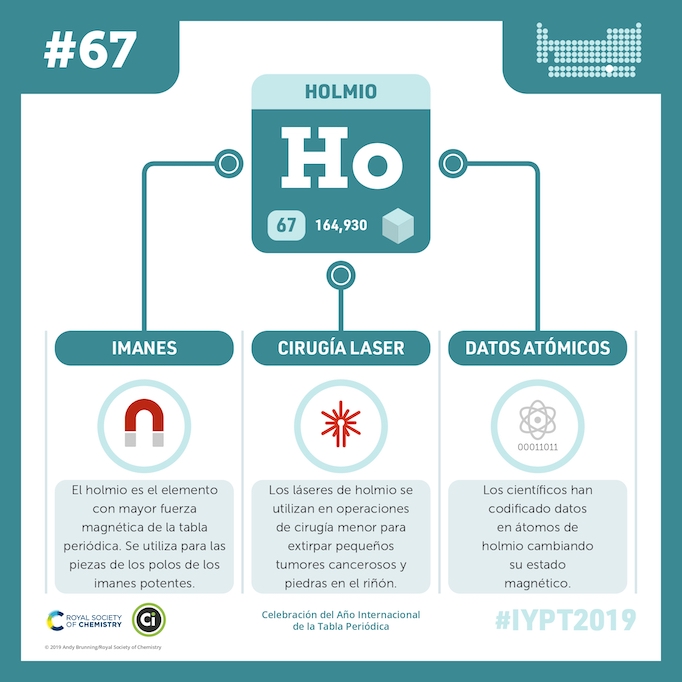 #67
HOLMIO
Ho
67 164,930
IMANES
CIRUGÍA LASER
DATOS ATÓMICOS
00011011
El holmio es el elemento
con mayor fuerza
magnética de la tabla
periódica. Se utiliza para las
piezas de los polos de los
imanes potentes.
Los láseres de holmio se
utilizan en operaciones
de cirugía menor para
extirpar pequeños
tumores cancerosos y
piedras en el riñón.
Los científicos han
codificado datos
en átomos de
holmio cambiando
su estado
magnético.
ROYAL SOCIETY
OF CHEMISTRY
Ci
Celebración del Año Internacional
de la Tabla Periódica
#IYPT2019
© 2019 Andy Brunning/Royal Society of Chemistry